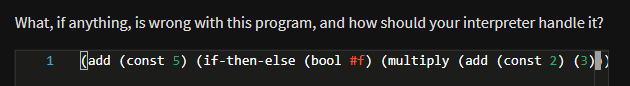 What, if anything, is wrong with this program, and how should your interpreter handle it?
1 (add (const 5) (if-then-else (bool #f) (multiply (add (const 2) (3)))